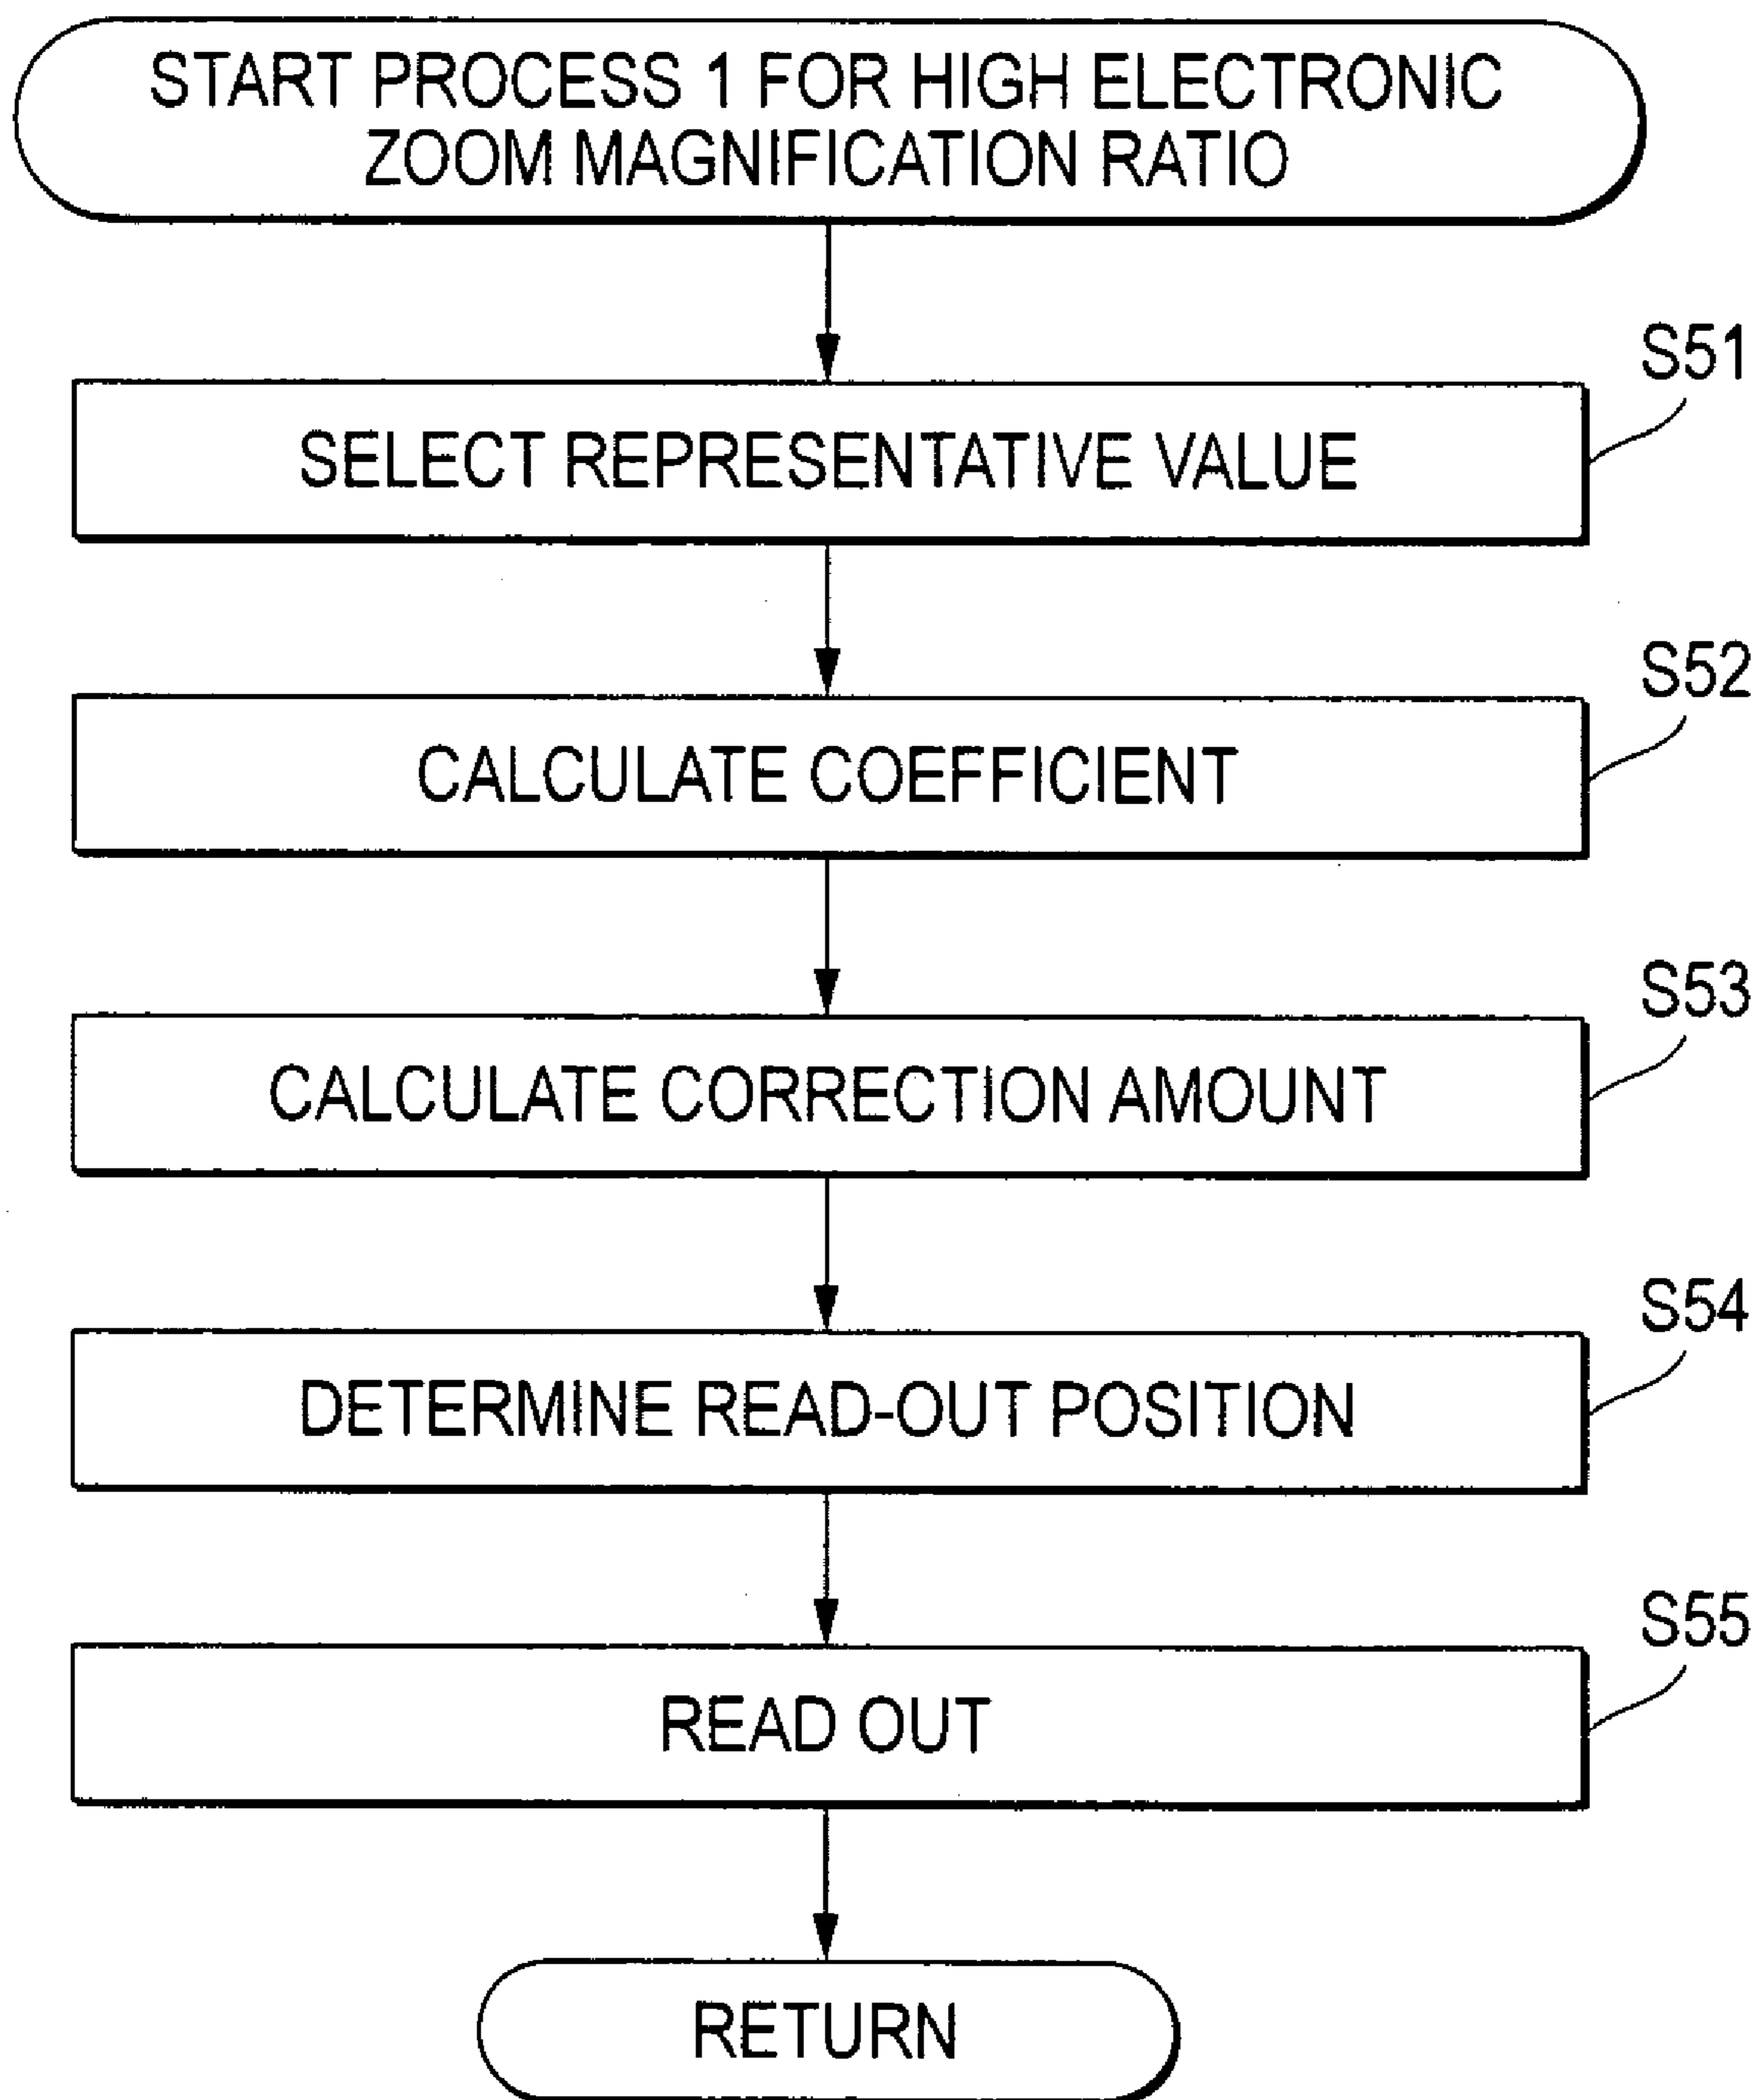 START PROCESS 1 FOR HIGH ELECTRONIC
ZOOM MAGNIFICATION RATIO
S51
SELECT REPRESENTATIVE VALUE
S52
CALCULATE COEFFICIENT
S53
CALCULATE CORRECTION AMOUNT
S54
DETERMINE READ-OUT POSITION
S55
READ OUT
RETURN